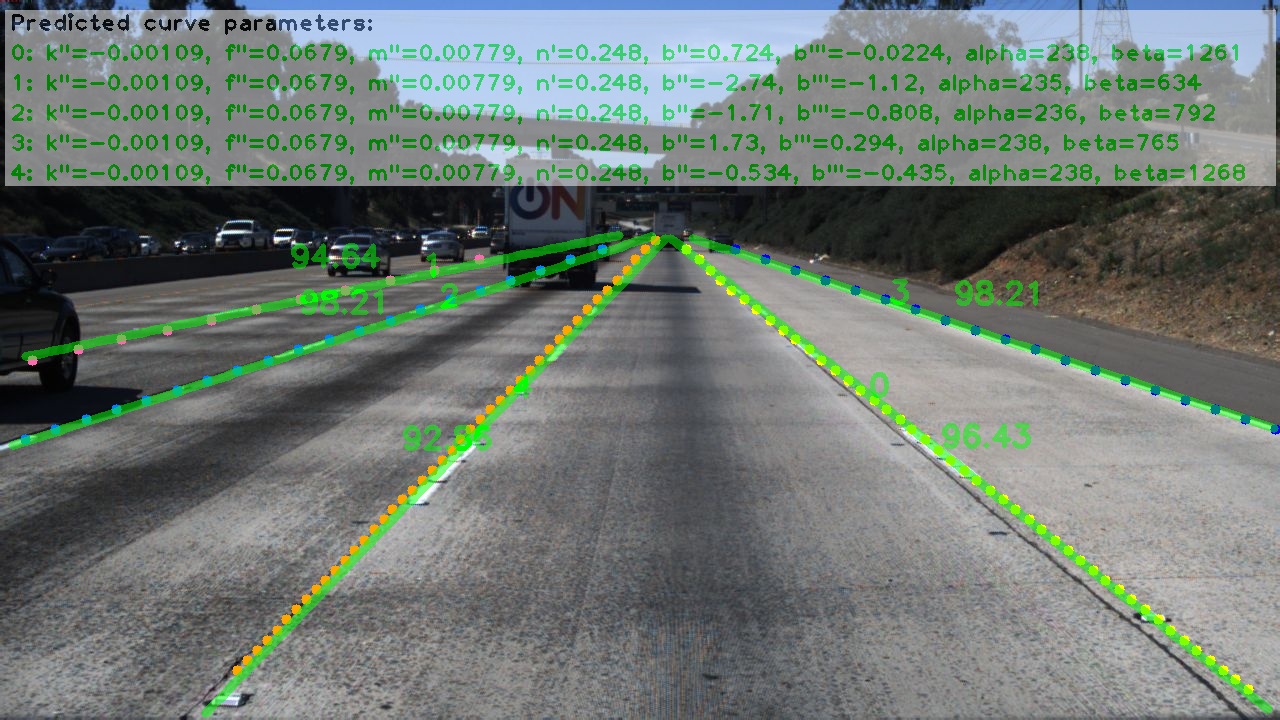 Predicted curve parameters:
0: k''=-0.00109, f''=0.0679, m''=0.00779, n'=0.248, b''=0.724, b'''=-0.0224, alpha=238, beta=1261
1: k''=-0.00109, f''=0.0679, m''=0.00779, n'=0.248, b''=-2.74, b'''=-1.12, alpha=235, beta=634
2: k''=-0.00109, f''=0.0679, m''=0.00779, n'=0.248, b''=-1.71, b'''=-0.808, alpha=236, beta=792
3: k''=-0.00109, f''=0.0679, m''=0.00779, n'=0.248, b''=1.73, b'''=0.294, alpha=238, beta=765
4: k''=-0.00109, f''=0.0679, m''=0.00779, n'=0.248, b''=-0.534, b'''=-0.435, alpha=238, beta=1268
ON
94.64 1
98.21 2
3 98.21
4
0
96.43